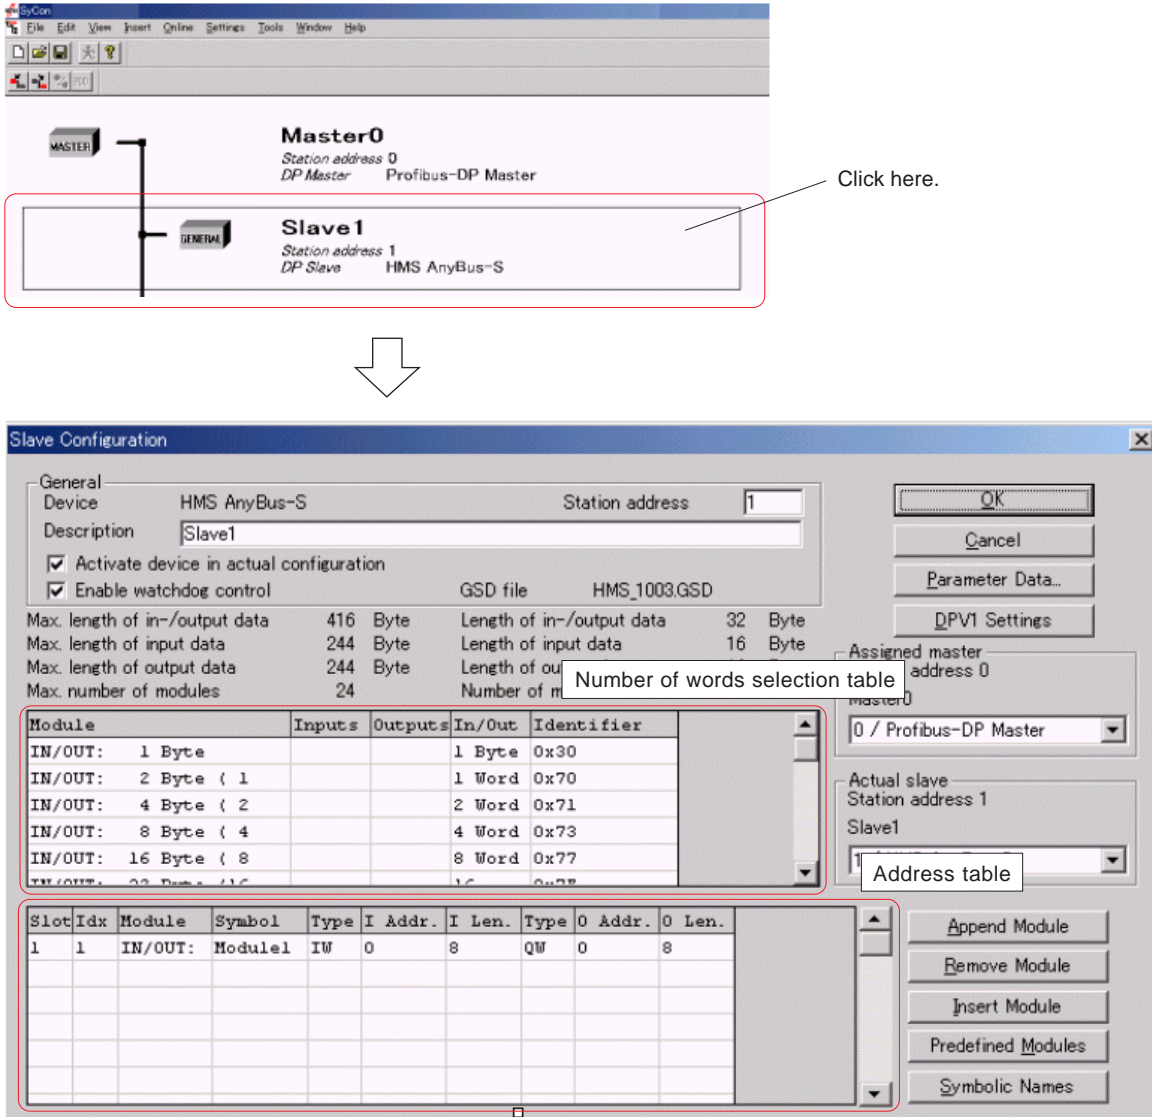 SyCon
File Edit View Insert Online Settings Tools Window Help
MASTER
Master0
Station address 0
DP Master Profibus-DP Master
Click here.
GENERAL
Slave1
Station address 1
DP Slave HMS AnyBus-S
Slave Configuration
General
Device HMS AnyBus-S Station address 1
Description Slave1
Activate device in actual configuration
Enable watchdog control GSD file HMS_1003.GSD
Max. length of in-/output data 416 Byte Length of in-/output data 32 Byte
Max. length of input data 244 Byte Length of input data 16 Byte
Max. length of output data 244 Byte Length of ou
Max. number of modules 24 Number of m
Number of words selection table
OK
Cancel
Parameter Data...
DPV1 Settings
Assigned master
address 0
Master0
0 / Profibus-DP Master
Actual slave
Station address 1
Slave1
Address table
Module Inputs Outputs In/Out Identifier
IN/OUT: 1 Byte 1 Byte 0x30
IN/OUT: 2 Byte ( 1 1 Word 0x70
IN/OUT: 4 Byte ( 2 2 Word 0x71
IN/OUT: 8 Byte ( 4 4 Word 0x73
IN/OUT: 16 Byte ( 8 8 Word 0x77
Slot Idx Module Symbol Type I Addr. I Len. Type O Addr. O Len.
1 1 IN/OUT: Module1 IW 0 8 QW 0 8
Append Module
Remove Module
Insert Module
Predefined Modules
Symbolic Names